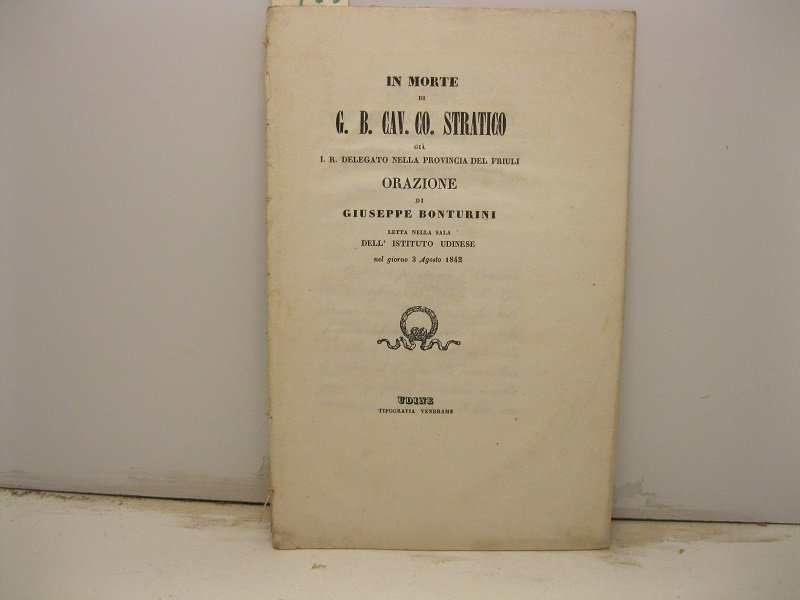 IN MORTE
DI
G. B. CAV. CO. STRATICO
GIÀ
I. R. DELEGATO NELLA PROVINCIA DEL FRIULI
ORAZIONE
DI
GIUSEPPE BONTURINI
LETTA NELLA SALA
DELL' ISTITUTO UDINESE
nel giorno 3 Agosto 1842
UDINE
TIPOGRAFIA VENDRAME